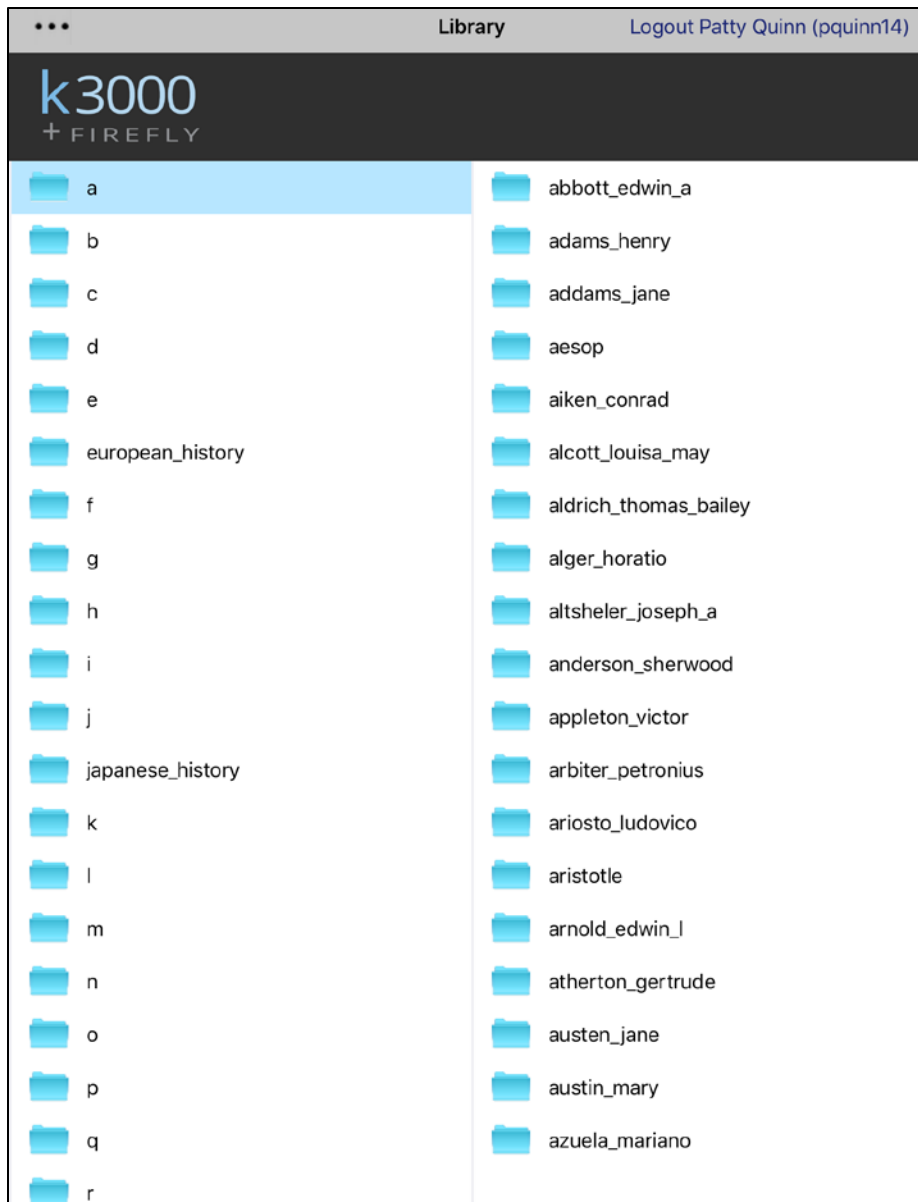 Library Logout Patty Quinn (pquinn14)
k3000
+ FIREFLY
a
b
c
d
e
european_history
f
g
h
i
j
japanese_history
k
l
m
n
o
p
q
r
abbott_edwin_a
adams_henry
addams_jane
aesop
aiken_conrad
alcott_louisa_may
aldrich_thomas_bailey
alger_horatio
altsheler_joseph_a
anderson_sherwood
appleton_victor
arbiter_petronius
ariosto_ludovico
aristotle
arnold_edwin_l
atherton_gertrude
austen_jane
austin_mary
azuela_mariano